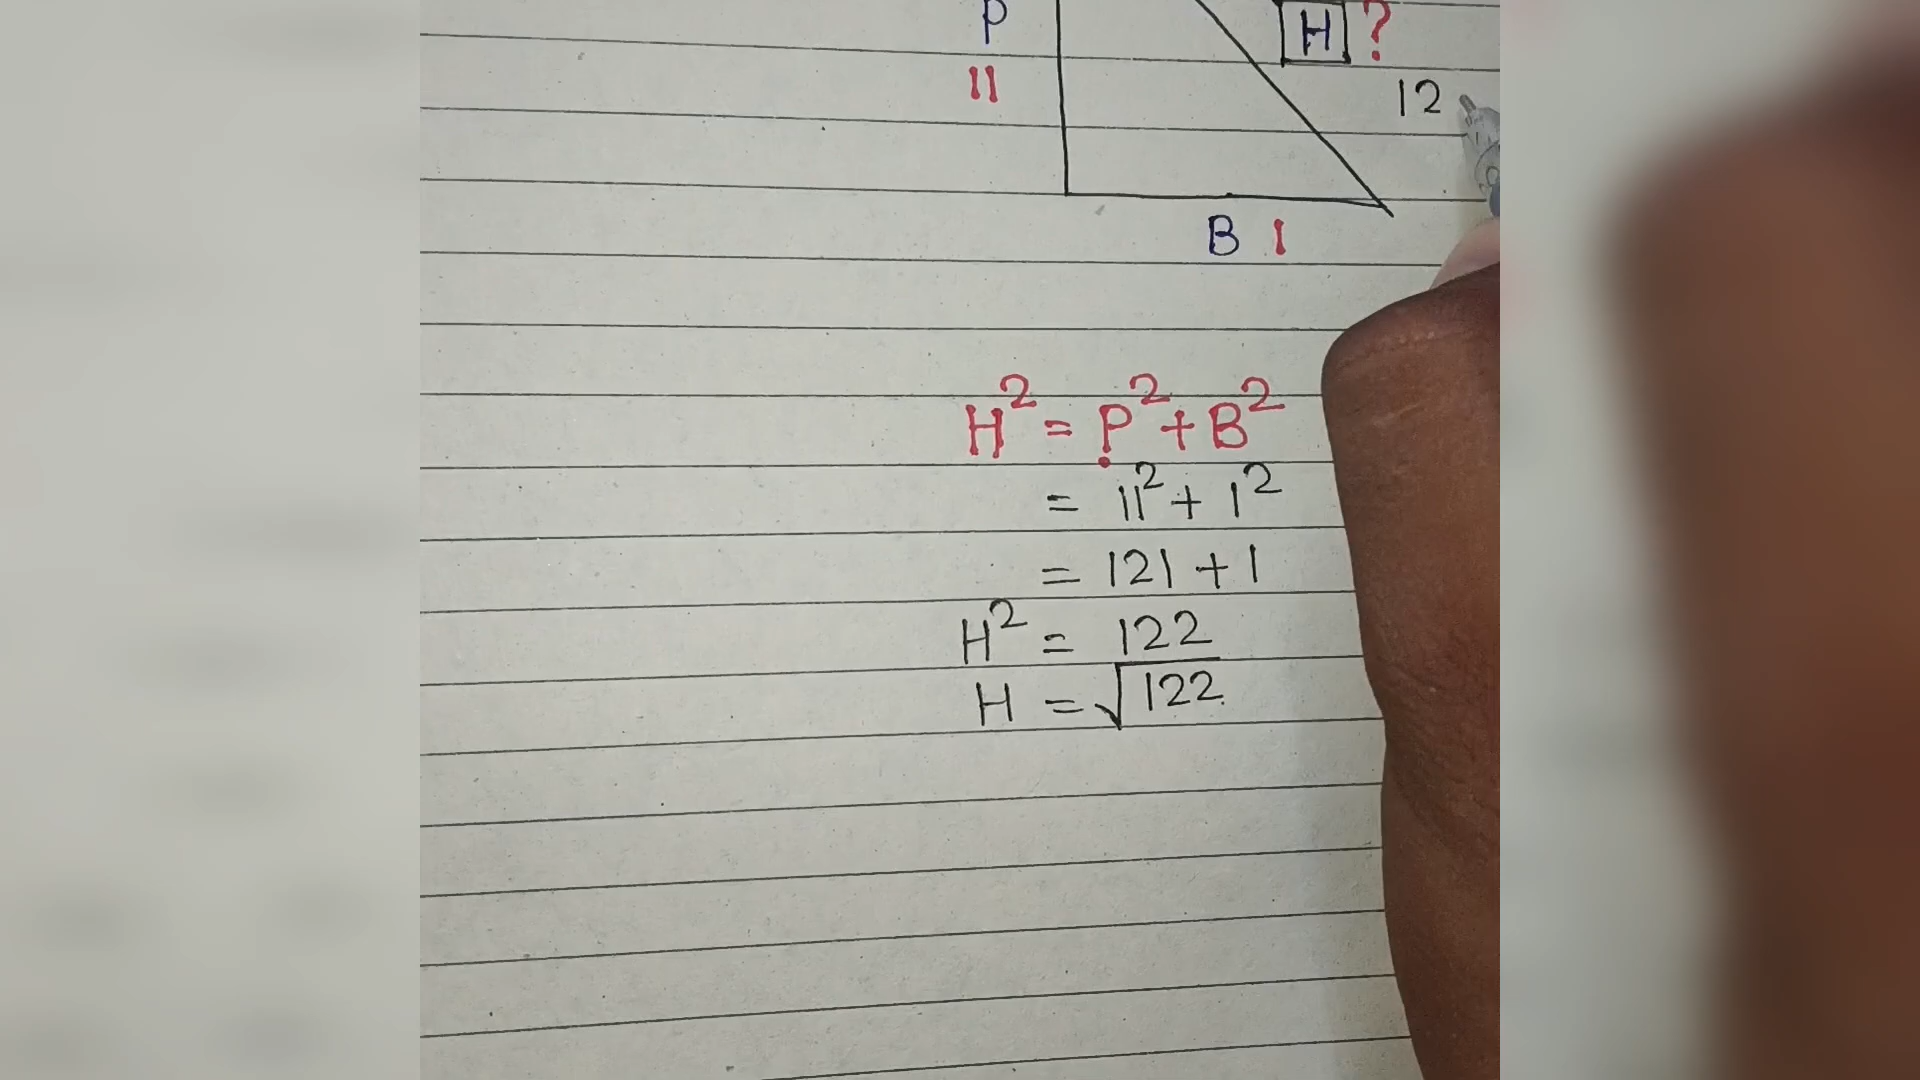 P H ?
11 12
B 1
H² = P² + B²
= 11² + 1²
= 121 + 1
H² = 122
H = √122